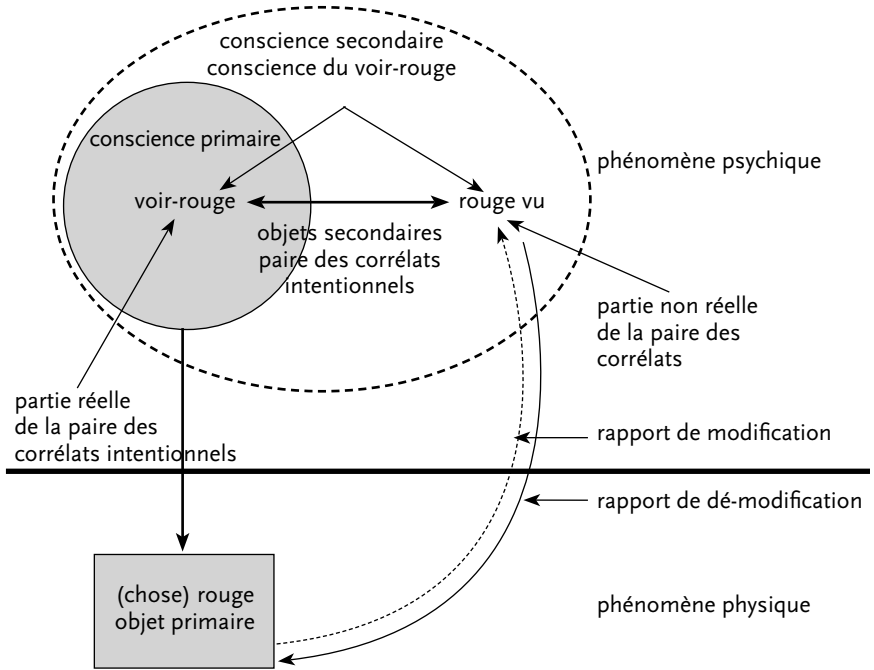 conscience secondaire
conscience du voir-rouge
conscience primaire
phénomène psychique
voir-rouge
rouge vu
objets secondaires
paire des corrélats
intentionnels
partie non réelle
de la paire des
corrélats
partie réelle
de la paire des
corrélats intentionnels
rapport de modification
rapport de dé-modification
(chose) rouge
objet primaire
phénomène physique